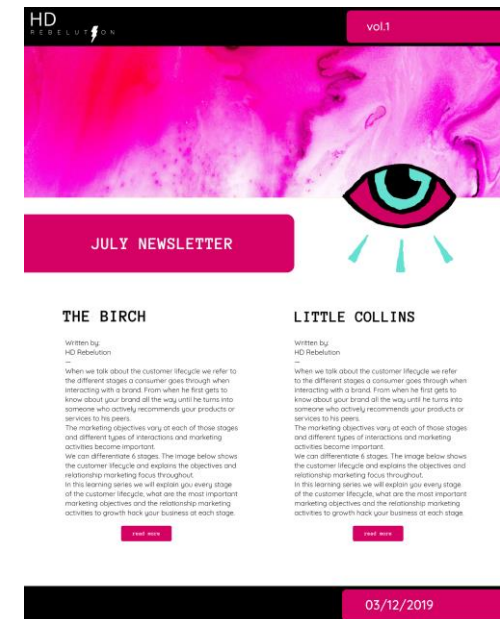 HD
REBELUTION
vol.1
JULY NEWSLETTER
THE BIRCH
Written by:
HD Rebelution
—
When we talk about the customer lifecycle we refer to
the different stages a consumer goes through when
interacting with a brand. From when he first gets to
know about your brand all the way until he turns into
someone who actively recommends your products or
services to his peers.
The marketing objectives vary at each of those stages
and different types of interactions and marketing
activities become important.
We can differentiate 6 stages. The image below shows
the customer lifecycle and explains the objectives and
relationship marketing focus throughout.
In this learning series we will explain you every stage
of the customer lifecycle, what are the most important
marketing objectives and the relationship marketing
activities to growth hack your business at each stage.
read more
LITTLE COLLINS
Written by:
HD Rebelution
—
When we talk about the customer lifecycle we refer
to the different stages a consumer goes through when
interacting with a brand. From when he first gets to
know about your brand all the way until he turns into
someone who actively recommends your products or
services to his peers.
The marketing objectives vary at each of those stages
and different types of interactions and marketing
activities become important.
We can differentiate 6 stages. The image below shows
the customer lifecycle and explains the objectives and
relationship marketing focus throughout.
In this learning series we will explain you every stage
of the customer lifecycle, what are the most important
marketing objectives and the relationship marketing
activities to growth hack your business at each stage.
read more
03/12/2019